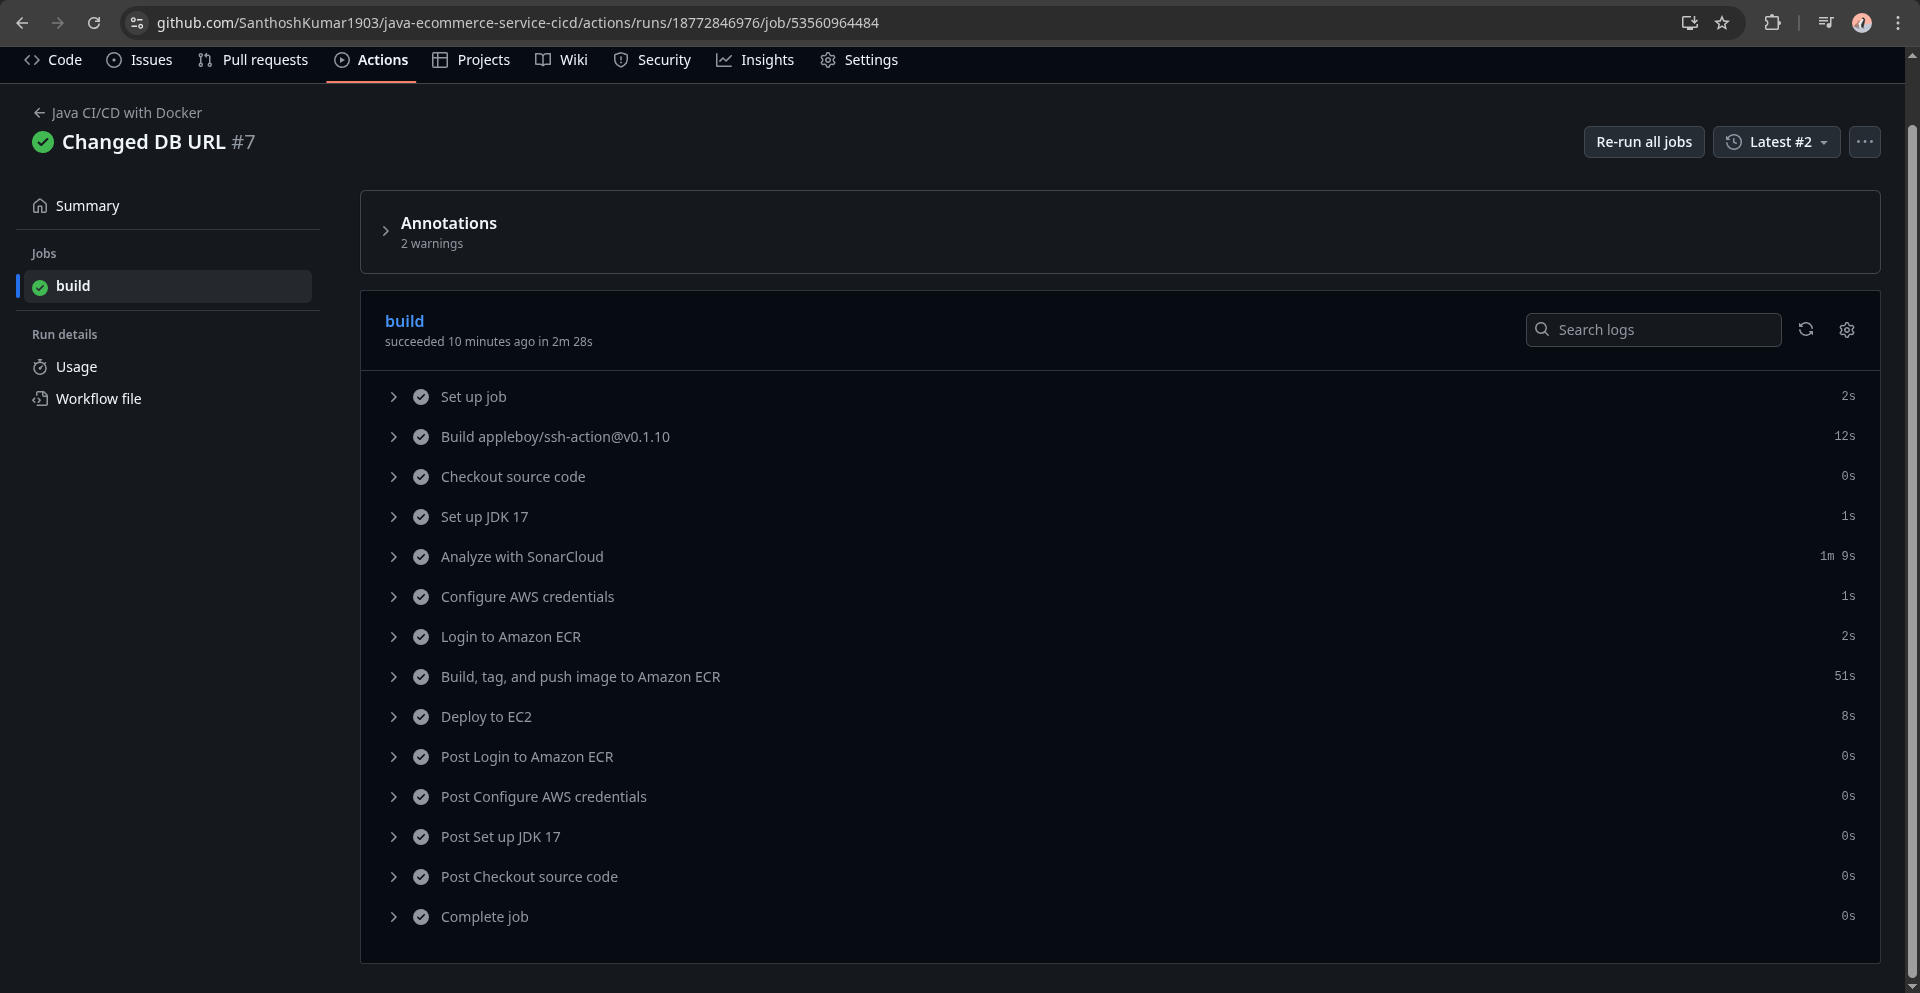 github.com/SanthoshKumar1903/java-ecommerce-service-cicd/actions/runs/18772846976/job/53560964484
Code Issues Pull requests Actions Projects Wiki Security Insights Settings
Java CI/CD with Docker
Changed DB URL #7
Re-run all jobs
Latest #2
Summary
Jobs
build
Run details
Usage
Workflow file
Annotations
2 warnings
build
succeeded 10 minutes ago in 2m 28s
Search logs
Set up job 2s
Build appleboy/ssh-action@v0.1.10 12s
Checkout source code 0s
Set up JDK 17 1s
Analyze with SonarCloud 1m 9s
Configure AWS credentials 1s
Login to Amazon ECR 2s
Build, tag, and push image to Amazon ECR 51s
Deploy to EC2 8s
Post Login to Amazon ECR 0s
Post Configure AWS credentials 0s
Post Set up JDK 17 0s
Post Checkout source code 0s
Complete job 0s